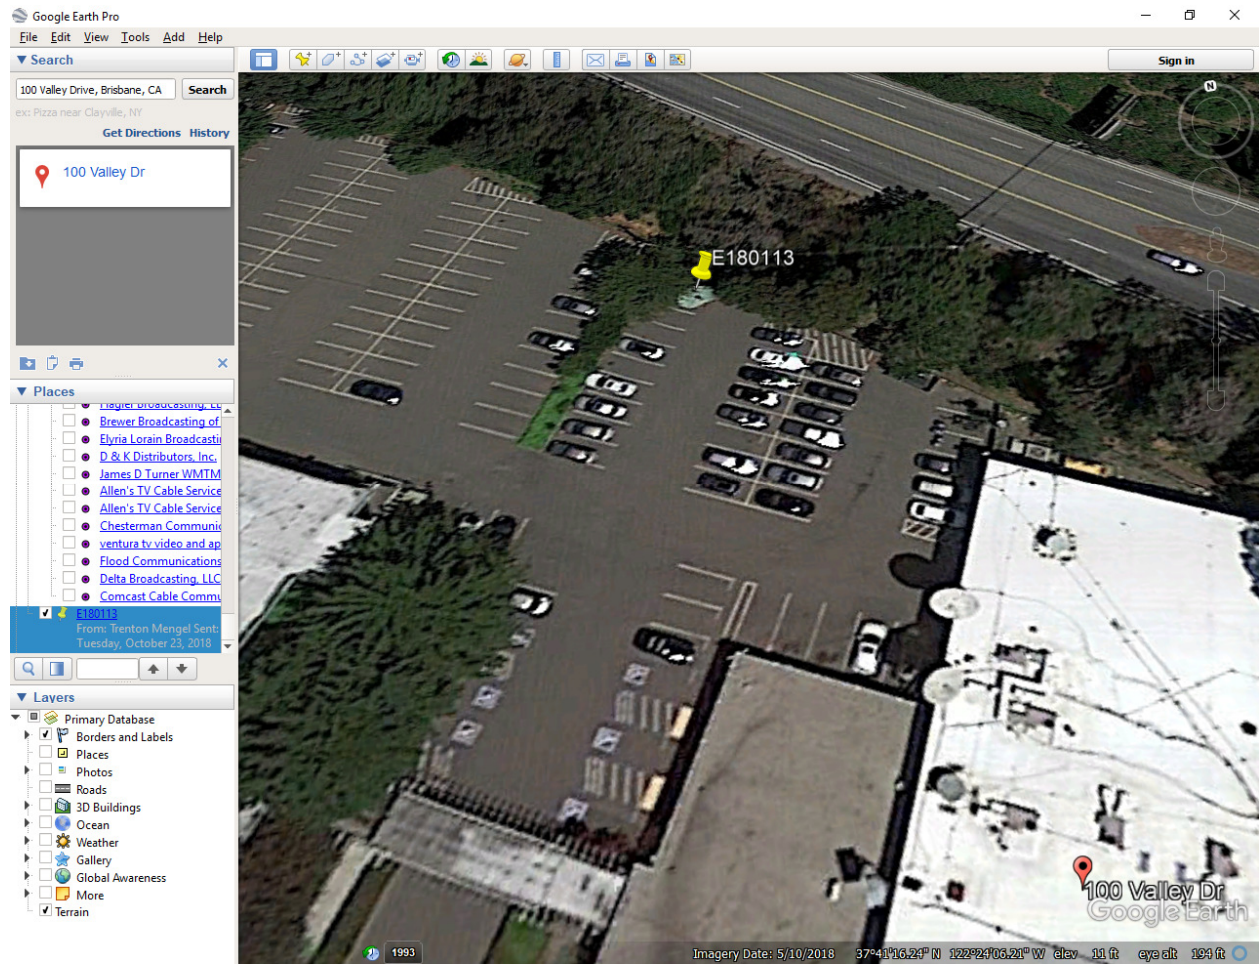 Google Earth Pro
File Edit View Tools Add Help
Search
Sign in
100 Valley Drive, Brisbane, CA Search
ex: Pizza near Clayville, NY
Get Directions History
100 Valley Dr
N
E180113
Places
Brewer Broadcasting of
Elyria Lorain Broadcasti
D & K Distributors, Inc.
James D Turner WMTM
Allen's TV Cable Service
Allen's TV Cable Service
Chesterman Communic
ventura tv video and ap
Flood Communications
Delta Broadcasting, LLC
Comcast Cable Commu
E180113
From: Trenton Mengel Sent:
Tuesday, October 23, 2018
Layers
Primary Database
Borders and Labels
Places
Photos
Roads
3D Buildings
Ocean
Weather
Gallery
Global Awareness
More
Terrain
100 Valley Dr
Google Earth
1993
Imagery Date: 5/10/2018 37°41'16.24" N 122°24'06.21" W elev 11 ft eye alt 194 ft